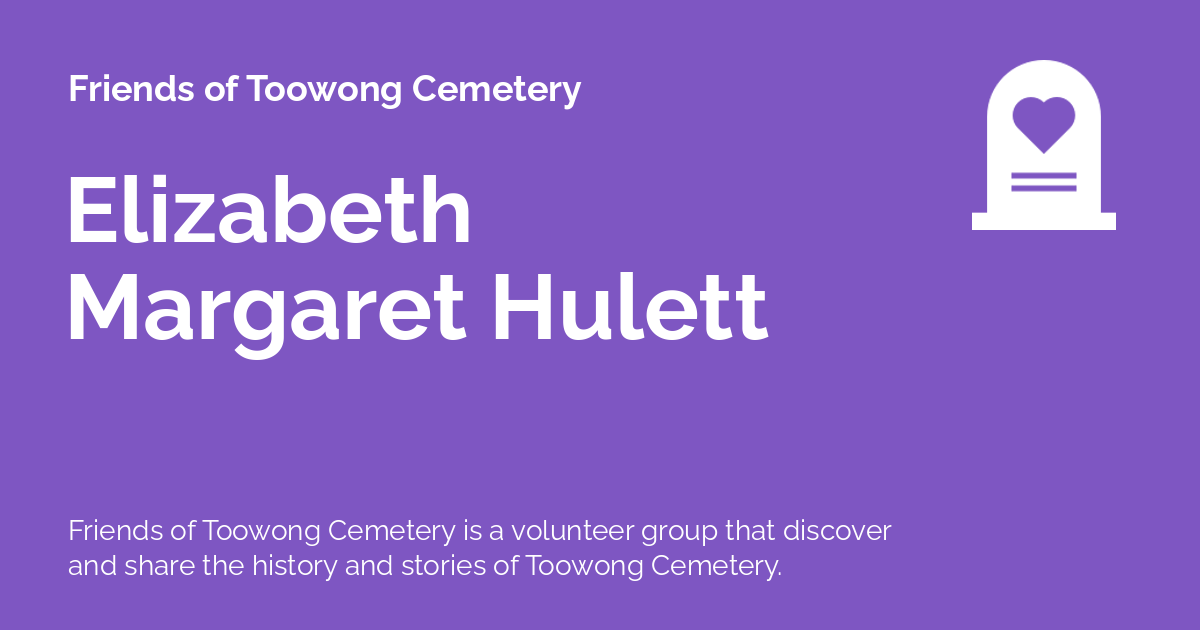 Friends of Toowong Cemetery
Elizabeth
Margaret Hulett
Friends of Toowong Cemetery is a volunteer group that discover
and share the history and stories of Toowong Cemetery.